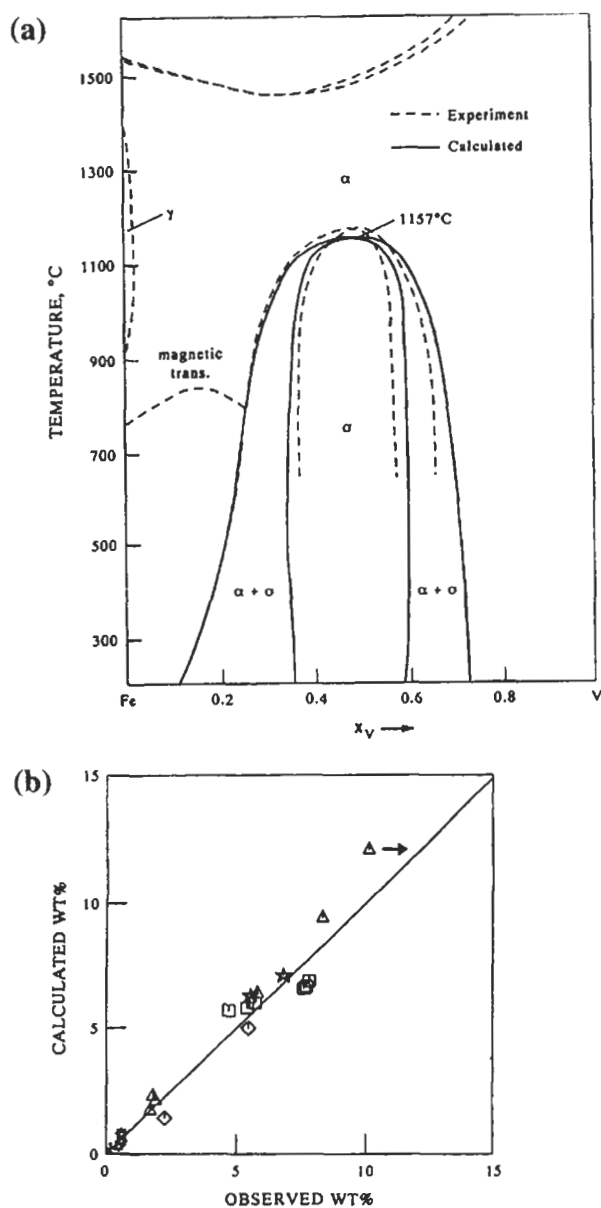 (a)
1500
1300
1100
900
700
500
300
TEMPERATURE, °C
Experiment
Calculated
α
γ
1157°C
magnetic
trans.
σ
α + σ
α + σ
Fe
0.2
0.4
0.6
0.8
V
x_V
(b)
15
10
5
0
CALCULATED WT%
0
5
10
15
OBSERVED WT%